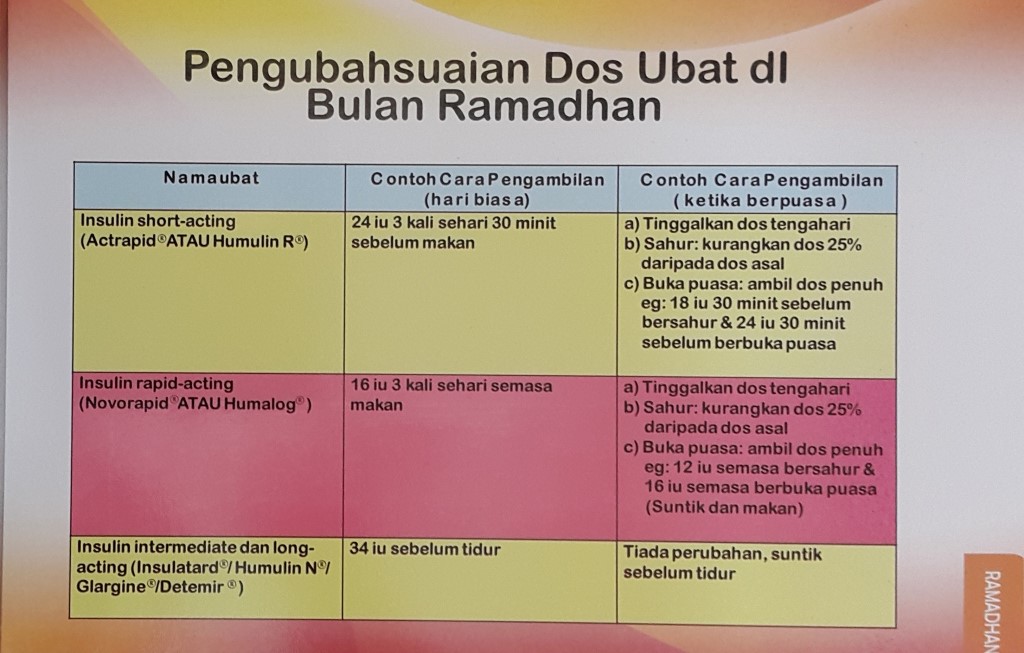 Pengubahsuaian Dos Ubat dI
Bulan Ramadhan
Namaubat
Contoh Cara Pengambilan
(hari biasa)
Contoh Cara Pengambilan
( ketika berpuasa )
Insulin short-acting
(Actrapid® ATAU Humulin R®)
24 iu 3 kali sehari 30 minit
sebelum makan
a) Tinggalkan dos tengahari
b) Sahur: kurangkan dos 25%
daripada dos asal
c) Buka puasa: ambil dos penuh
eg: 18 iu 30 minit sebelum
bersahur & 24 iu 30 minit
sebelum berbuka puasa
Insulin rapid-acting
(Novorapid® ATAU Humalog® )
16 iu 3 kali sehari semasa
makan
a) Tinggalkan dos tengahari
b) Sahur: kurangkan dos 25%
daripada dos asal
c) Buka puasa: ambil dos penuh
eg: 12 iu semasa bersahur &
16 iu semasa berbuka puasa
(Suntik dan makan)
Insulin intermediate dan long-
acting (Insulatard®/ Humulin N®/
Glargine®/Detemir ®)
34 iu sebelum tidur
Tiada perubahan, suntik
sebelum tidur
RAMADHAN